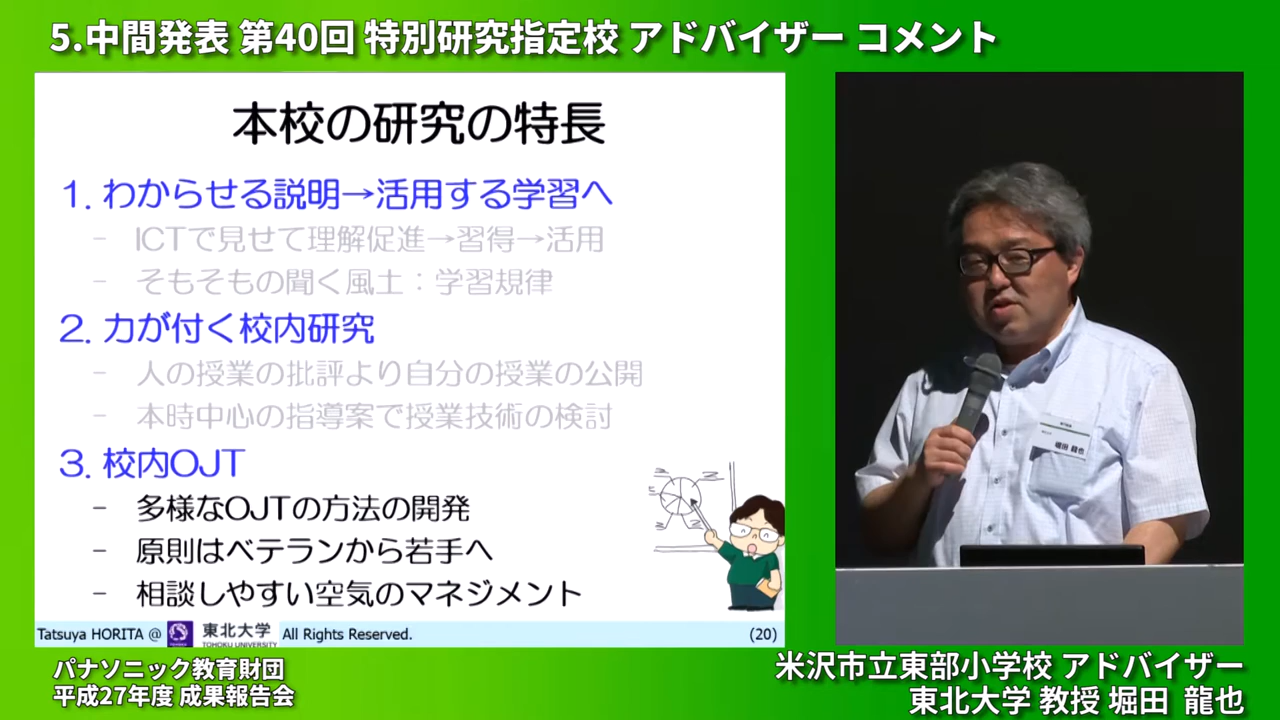 5.中間発表 第40回 特別研究指定校 アドバイザー コメント
本校の研究の特長
1. わからせる説明→活用する学習へ
− ICTで見せて理解促進→習得→活用
− そもそもの聞く風土：学習規律
2. 力が付く校内研究
− 人の授業の批評より自分の授業の公開
− 本時中心の指導案で授業技術の検討
3. 校内OJT
− 多様なOJTの方法の開発
− 原則はベテランから若手へ
− 相談しやすい空気のマネジメント
Tatsuya HORITA @ 東北大学 TOHOKU UNIVERSITY All Rights Reserved. (20)
堀田 龍也
パナソニック教育財団
平成27年度 成果報告会
米沢市立東部小学校 アドバイザー
東北大学 教授 堀田 龍也